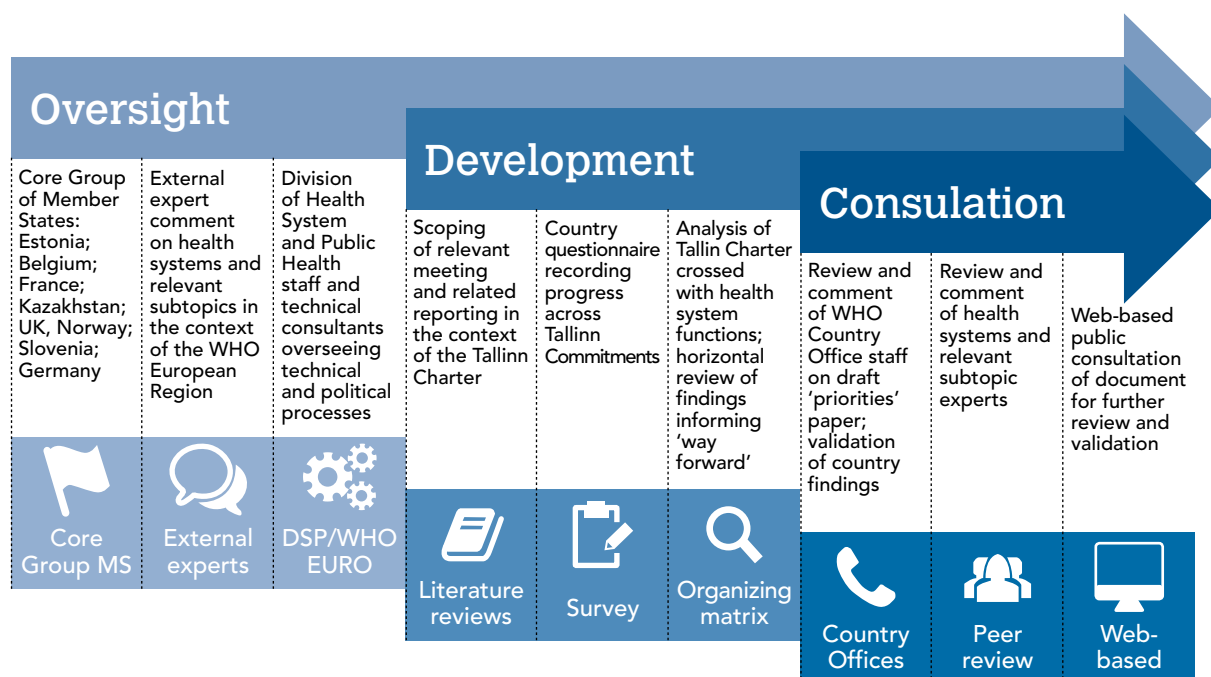 Oversight
Core Group
of Member
States:
Estonia;
Belgium;
France;
Kazakhstan;
UK, Norway;
Slovenia;
Germany
Core
Group MS
External
expert
comment
on health
systems and
relevant
subtopics in
the context
of the WHO
European
Region
External
experts
Division
of Health
System
and Public
Health
staff and
technical
consultants
overseeing
technical
and political
processes
DSP/WHO
EURO
Development
Scoping
of relevant
meeting
and related
reporting in
the context
of the Tallinn
Charter
Literature
reviews
Country
questionnaire
recording
progress
across
Tallinn
Commitments
Survey
Analysis of
Tallin Charter
crossed
with health
system
functions;
horizontal
review of
findings
informing
‘way
forward’
Organizing
matrix
Consulation
Review and
comment
of WHO
Country
Office staff
on draft
‘priorities’
paper;
validation
of country
findings
Country
Offices
Review and
comment
of health
systems and
relevant
subtopic
experts
Peer
review
Web-based
public
consultation
of document
for further
review and
validation
Web-
based